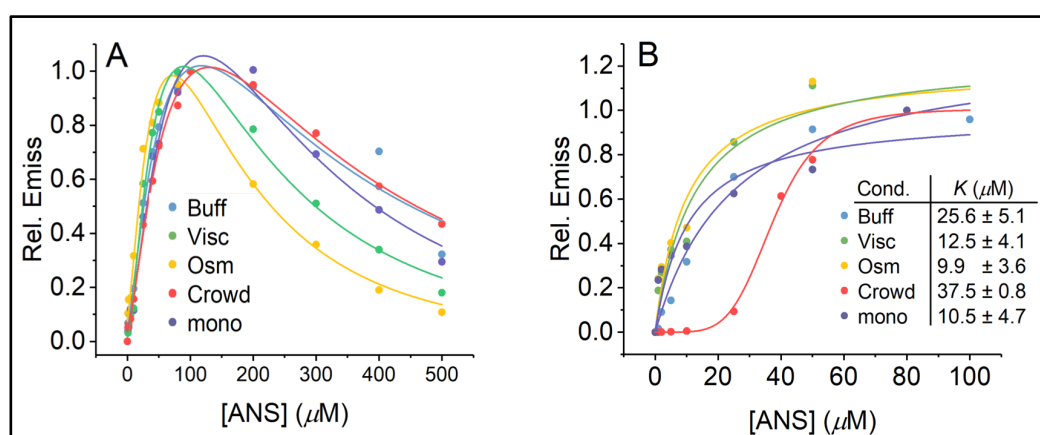 A
Rel. Emiss
1.0
0.8
0.6
0.4
0.2
0.0
Buff
Visc
Osm
Crowd
mono
0 100 200 300 400 500
[ANS] (μM)
B
Rel. Emiss
1.2
1.0
0.8
0.6
0.4
0.2
0.0
Cond. K (μM)
Buff 25.6 ± 5.1
Visc 12.5 ± 4.1
Osm 9.9 ± 3.6
Crowd 37.5 ± 0.8
mono 10.5 ± 4.7
0 20 40 60 80 100
[ANS] (μM)